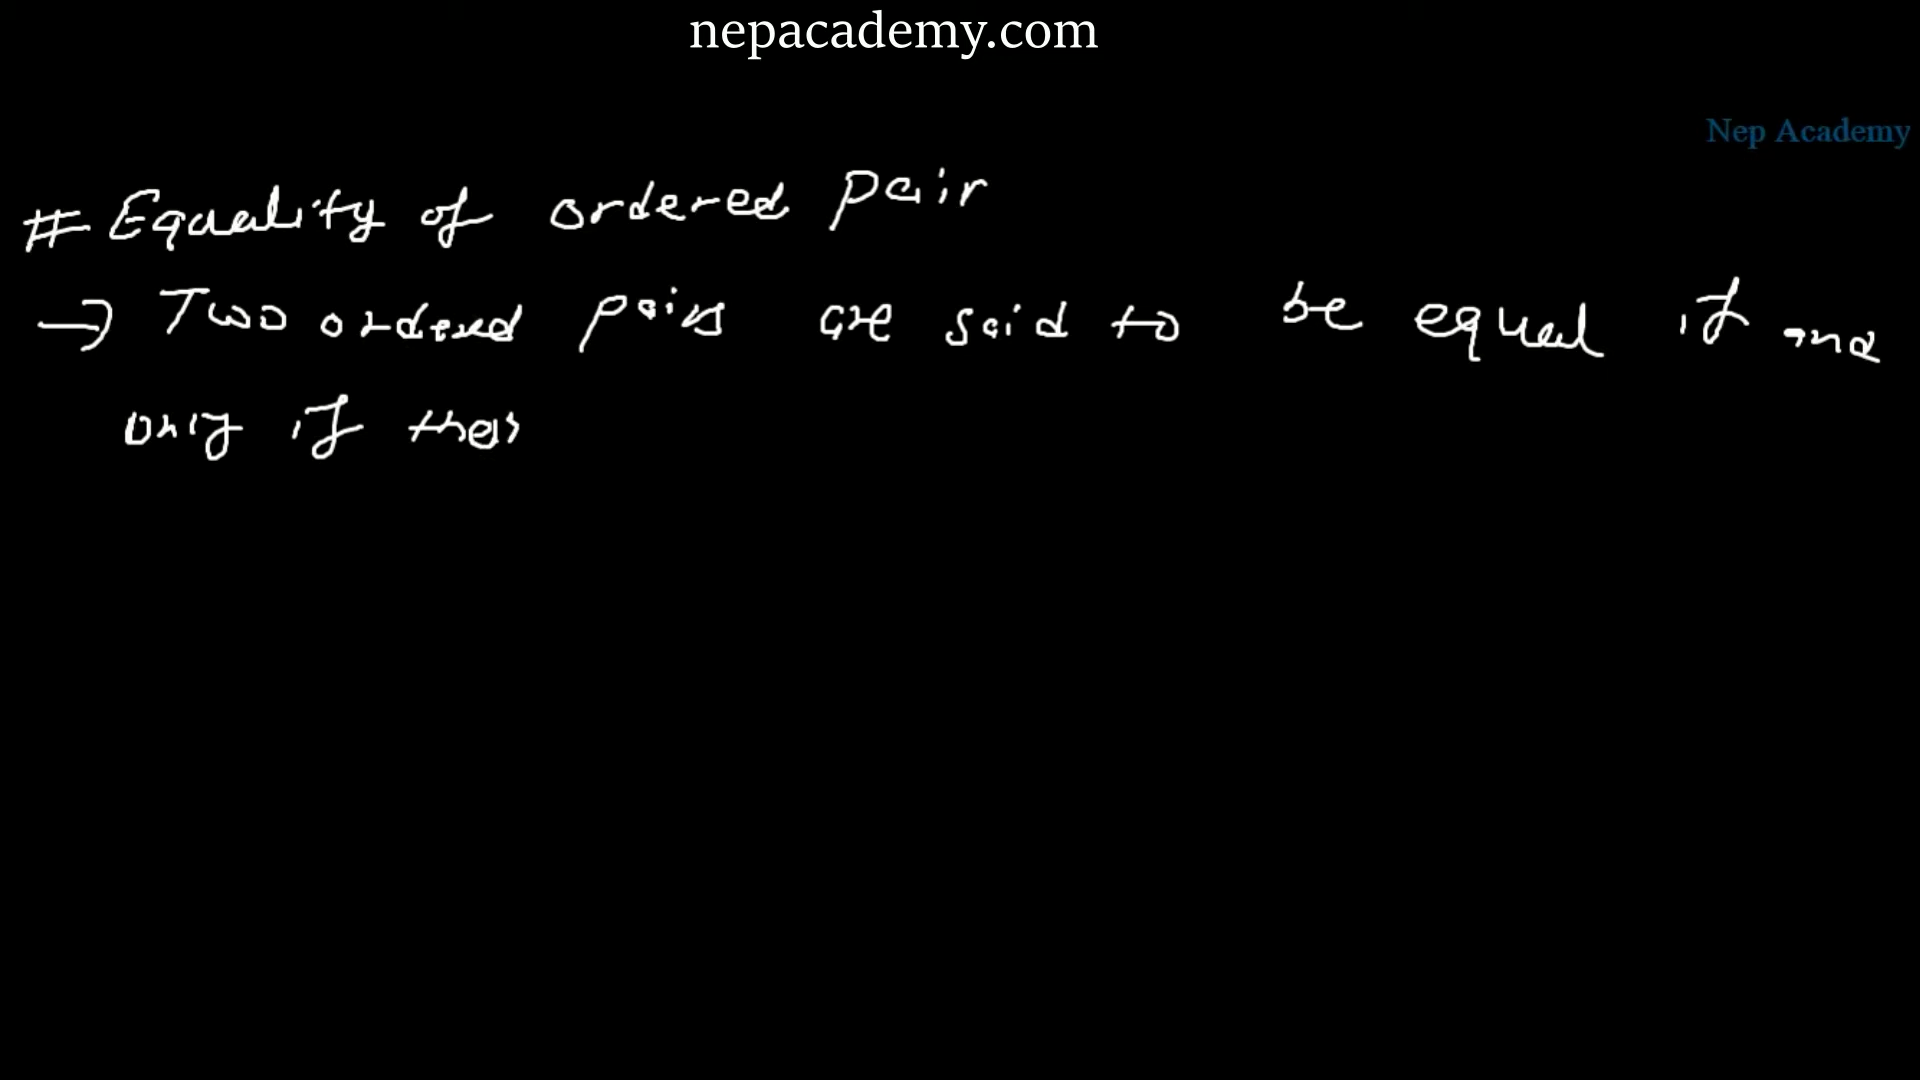 nepacademy.com
Nep Academy
# Equality of ordered pair
→ Two ordered pairs are said to be equal if and
only if